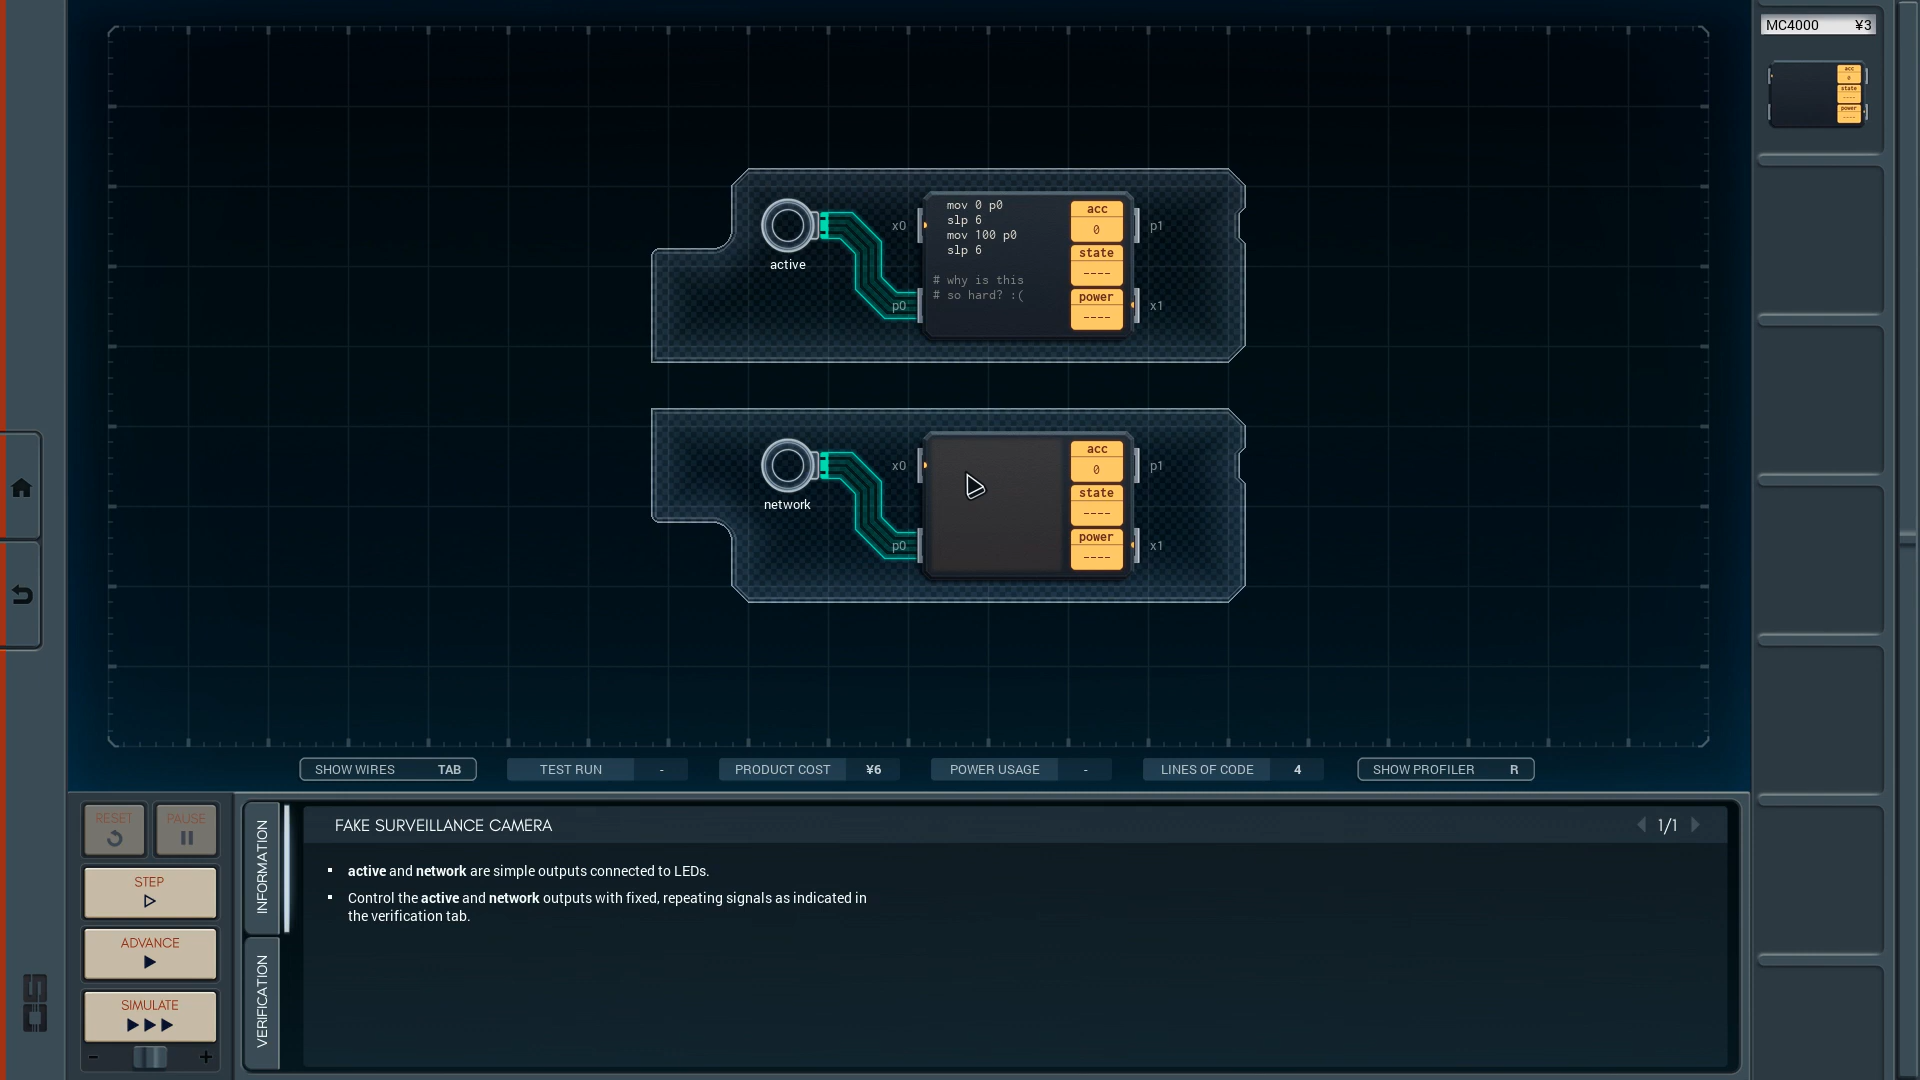 MC4000 ¥3
acc
0
state
----
power
----
mov 0 p0
slp 6
mov 100 p0
slp 6
# why is this
# so hard? :(
acc
0
state
----
power
----
x0
p0
p1
x1
active
acc
0
state
----
power
----
x0
p0
p1
x1
network
SHOW WIRES TAB
TEST RUN -
PRODUCT COST ¥6
POWER USAGE -
LINES OF CODE 4
SHOW PROFILER R
RESET
PAUSE
STEP
ADVANCE
SIMULATE
- +
INFORMATION
VERIFICATION
FAKE SURVEILLANCE CAMERA
1/1
▪ active and network are simple outputs connected to LEDs.
▪ Control the active and network outputs with fixed, repeating signals as indicated in
the verification tab.